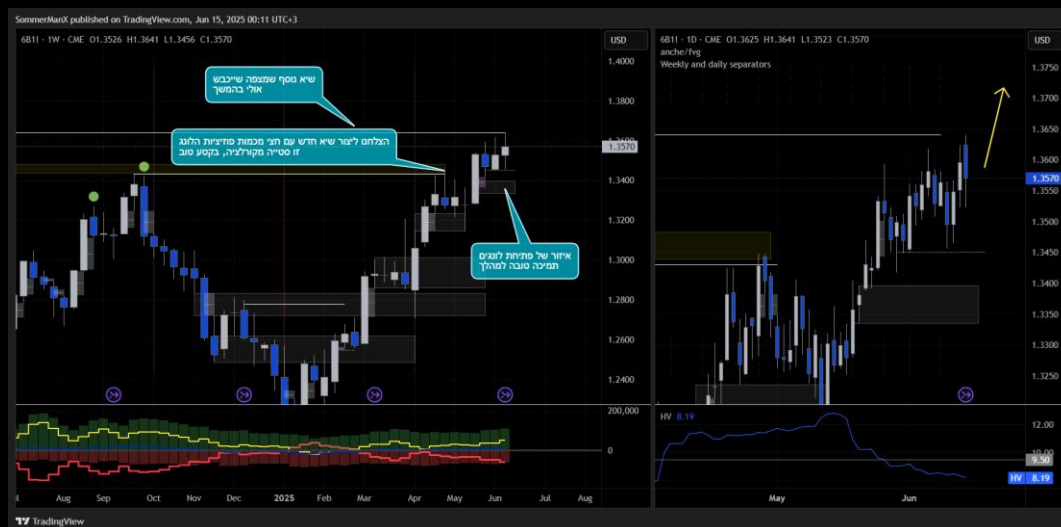 SommerManX published on TradingView.com, Jun 15, 2025 00:11 UTC+3
6B1! · 1W · CME O1.3526 H1.3641 L1.3456 C1.3570
USD
1.4000
1.3800
1.3600
1.3570
1.3400
1.3200
1.3000
1.2800
1.2600
1.2400
שיא נוסף שמצפה שייכבש
אולי בהמשך
הצלחנו ליצור שיא חדש עם חצי מכמות פוזיציות הלונג
זו סטייה מקורלציה, בקטע טוב
איזור של פתיחת לונגים
תמיכה טובה למהלך
200,000
0
Aug Sep Oct Nov Dec 2025 Feb Mar Apr May Jun Jul Aug
6B1! · 1D · CME O1.3625 H1.3641 L1.3523 C1.3570
anche/fvg
Weekly and daily separators
USD
1.3750
1.3700
1.3650
1.3600
1.3570
1.3550
1.3500
1.3450
1.3400
1.3350
1.3300
1.3250
HV 8.19
12.00
10.00
9.50
HV 8.19
May Jun
TradingView